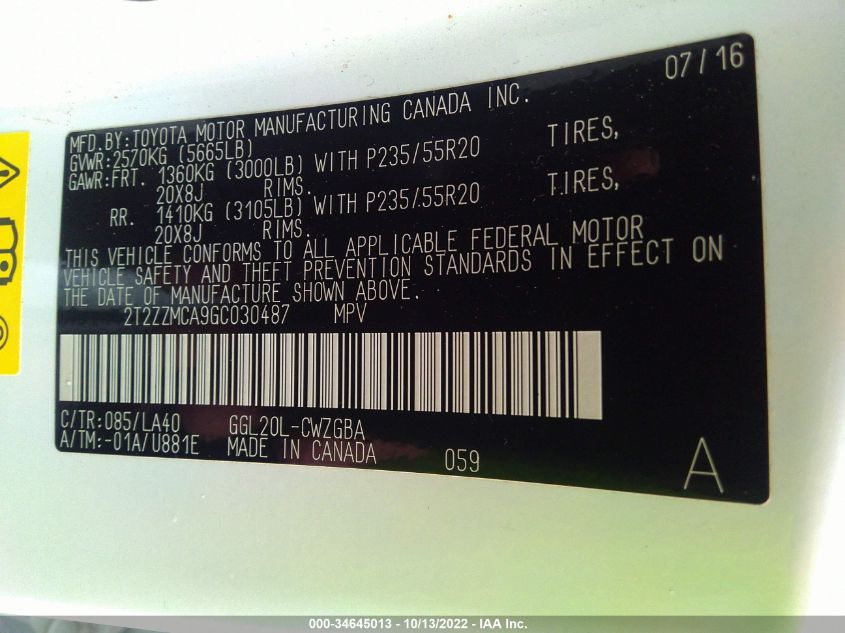 07/16
MFD.BY:TOYOTA MOTOR MANUFACTURING CANADA INC.
GVWR:2570KG (5665LB)
GAWR:FRT. 1360KG (3000LB) WITH P235/55R20 TIRES,
20X8J RIMS.
RR. 1410KG (3105LB) WITH P235/55R20 TIRES,
20X8J RIMS.
THIS VEHICLE CONFORMS TO ALL APPLICABLE FEDERAL MOTOR
VEHICLE SAFETY AND THEFT PREVENTION STANDARDS IN EFFECT ON
THE DATE OF MANUFACTURE SHOWN ABOVE.
2T2ZZMCA9GC030487 MPV
C/TR:085/LA40 GGL20L-CWZGBA
A/TM:-01A/U881E MADE IN CANADA 059 A
000-34645013 - 10/13/2022 - IAA Inc.